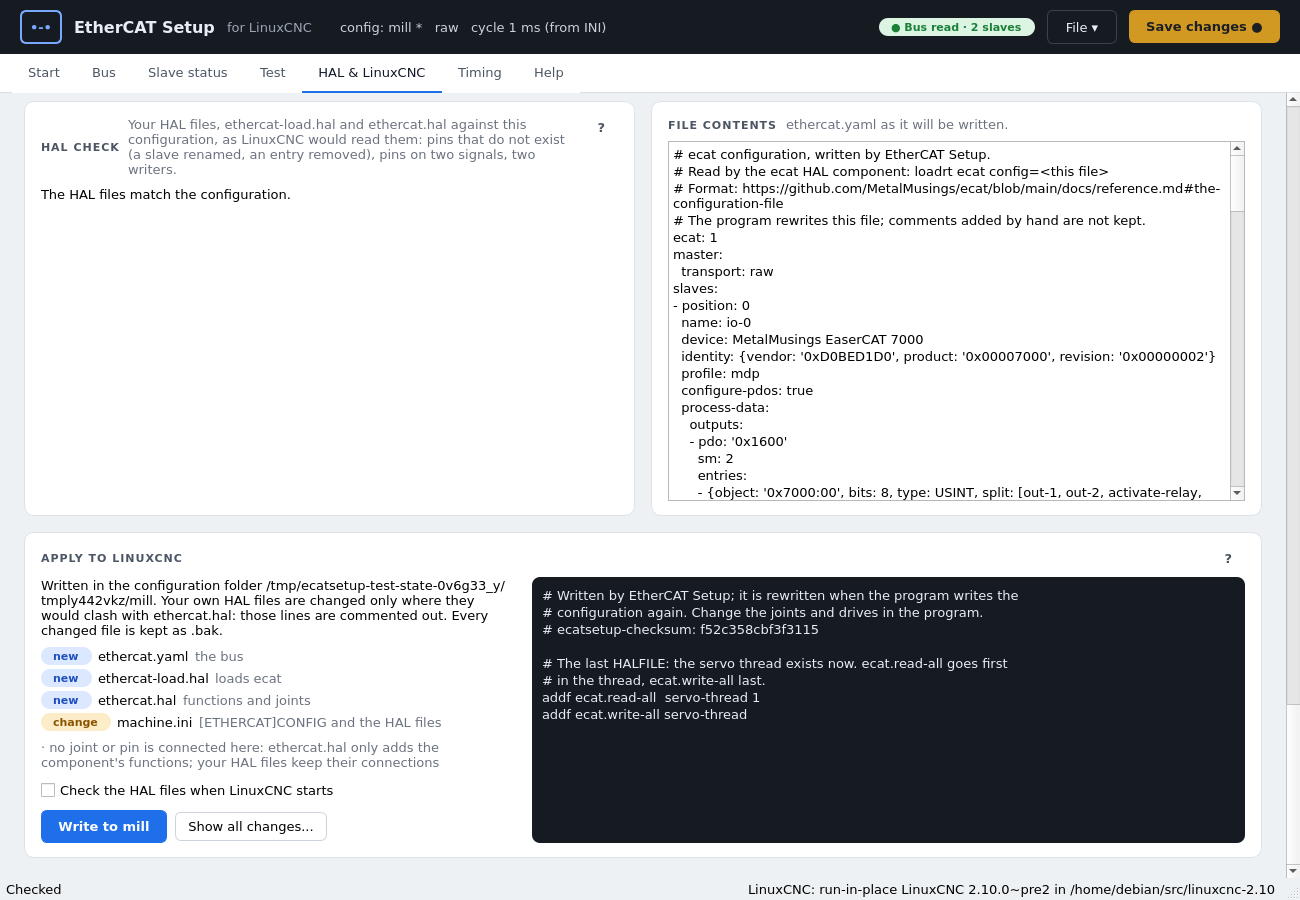 EtherCAT Setup for LinuxCNC config: mill * raw cycle 1 ms (from INI) ● Bus read · 2 slaves File ▾ Save changes ●
Start Bus Slave status Test HAL & LinuxCNC Timing Help
HAL CHECK
Your HAL files, ethercat-load.hal and ethercat.hal against this
configuration, as LinuxCNC would read them: pins that do not exist
(a slave renamed, an entry removed), pins on two signals, two
writers.
?
The HAL files match the configuration.
FILE CONTENTS ethercat.yaml as it will be written.
# ecat configuration, written by EtherCAT Setup.
# Read by the ecat HAL component: loadrt ecat config=<this file>
# Format: https://github.com/MetalMusings/ecat/blob/main/docs/reference.md#the-
configuration-file
# The program rewrites this file; comments added by hand are not kept.
ecat: 1
master:
  transport: raw
slaves:
- position: 0
  name: io-0
  device: MetalMusings EaserCAT 7000
  identity: {vendor: '0xD0BED1D0', product: '0x00007000', revision: '0x00000002'}
  profile: mdp
  configure-pdos: true
  process-data:
    outputs:
    - pdo: '0x1600'
      sm: 2
      entries:
      - {object: '0x7000:00', bits: 8, type: USINT, split: [out-1, out-2, activate-relay,
APPLY TO LINUXCNC ?
Written in the configuration folder /tmp/ecatsetup-test-state-0v6g33_y/
tmply442vkz/mill. Your own HAL files are changed only where they
would clash with ethercat.hal: those lines are commented out. Every
changed file is kept as .bak.
new ethercat.yaml the bus
new ethercat-load.hal loads ecat
new ethercat.hal functions and joints
change machine.ini [ETHERCAT]CONFIG and the HAL files
· no joint or pin is connected here: ethercat.hal only adds the
component's functions; your HAL files keep their connections
Check the HAL files when LinuxCNC starts
Write to mill Show all changes...
# Written by EtherCAT Setup; it is rewritten when the program writes the
# configuration again. Change the joints and drives in the program.
# ecatsetup-checksum: f52c358cbf3f3115
# The last HALFILE: the servo thread exists now. ecat.read-all goes first
# in the thread, ecat.write-all last.
addf ecat.read-all  servo-thread 1
addf ecat.write-all servo-thread
Checked LinuxCNC: run-in-place LinuxCNC 2.10.0~pre2 in /home/debian/src/linuxcnc-2.10